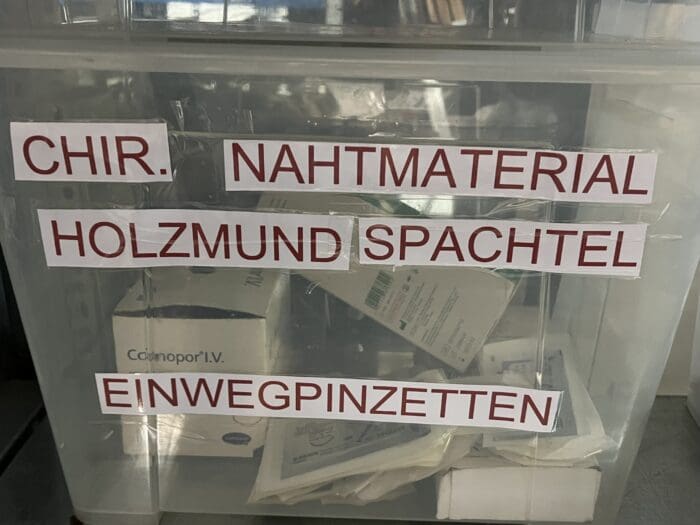 CHIR. NAHTMATERIAL
HOLZMUND SPACHTEL
Cosmopor® I.V.
EINWEGPINZETTEN